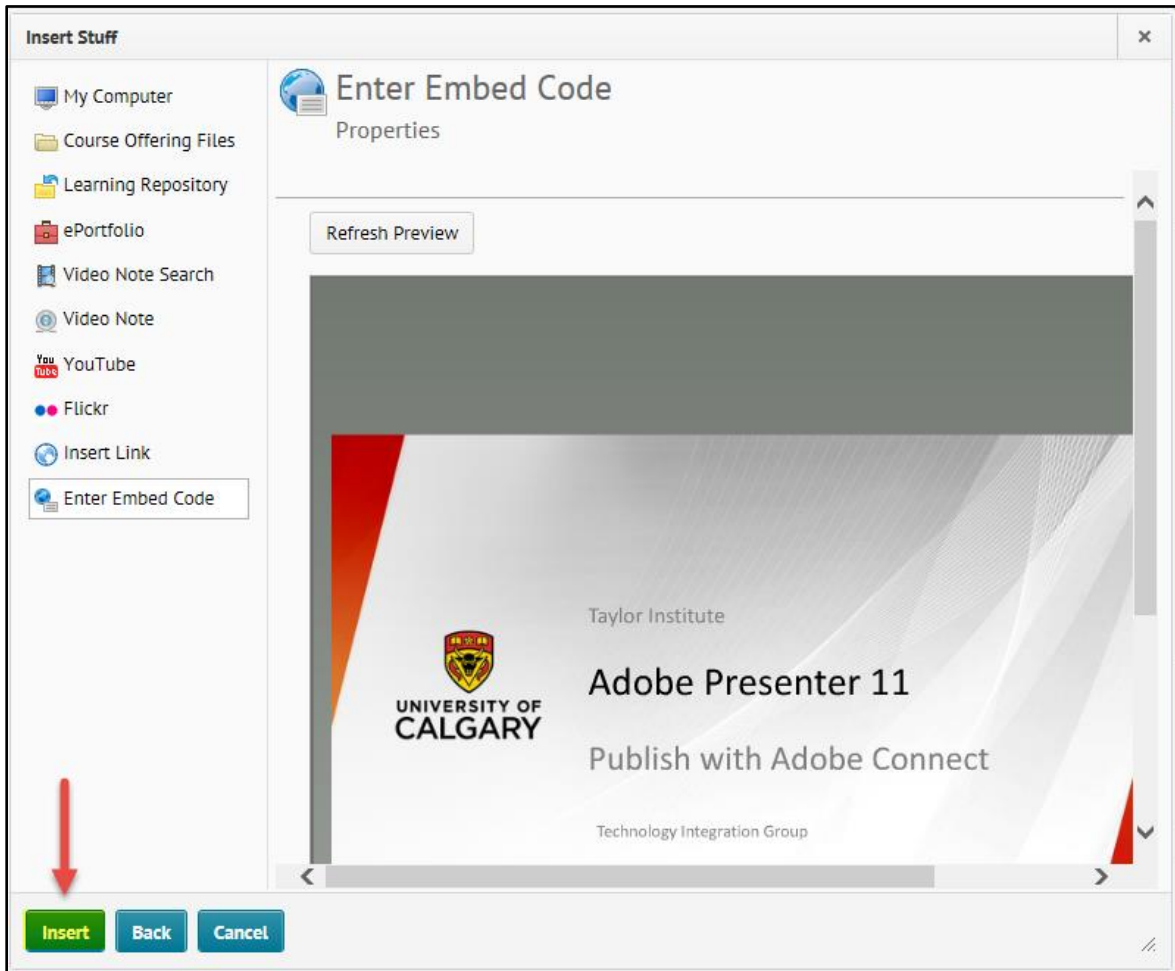 Insert Stuff
×
My Computer
Course Offering Files
Learning Repository
ePortfolio
Video Note Search
Video Note
You
Tube
YouTube
Flickr
Insert Link
Enter Embed Code
Enter Embed Code
Properties
Refresh Preview
Taylor Institute
UNIVERSITY OF
CALGARY
Adobe Presenter 11
Publish with Adobe Connect
Technology Integration Group
Insert
Back
Cancel